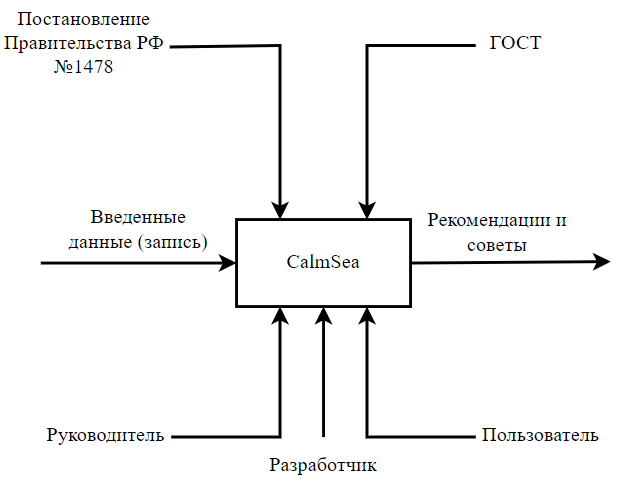 Постановление
Правительства РФ
№1478
ГОСТ
Введенные
данные (запись)
CalmSea
Рекомендации и
советы
Руководитель
Разработчик
Пользователь